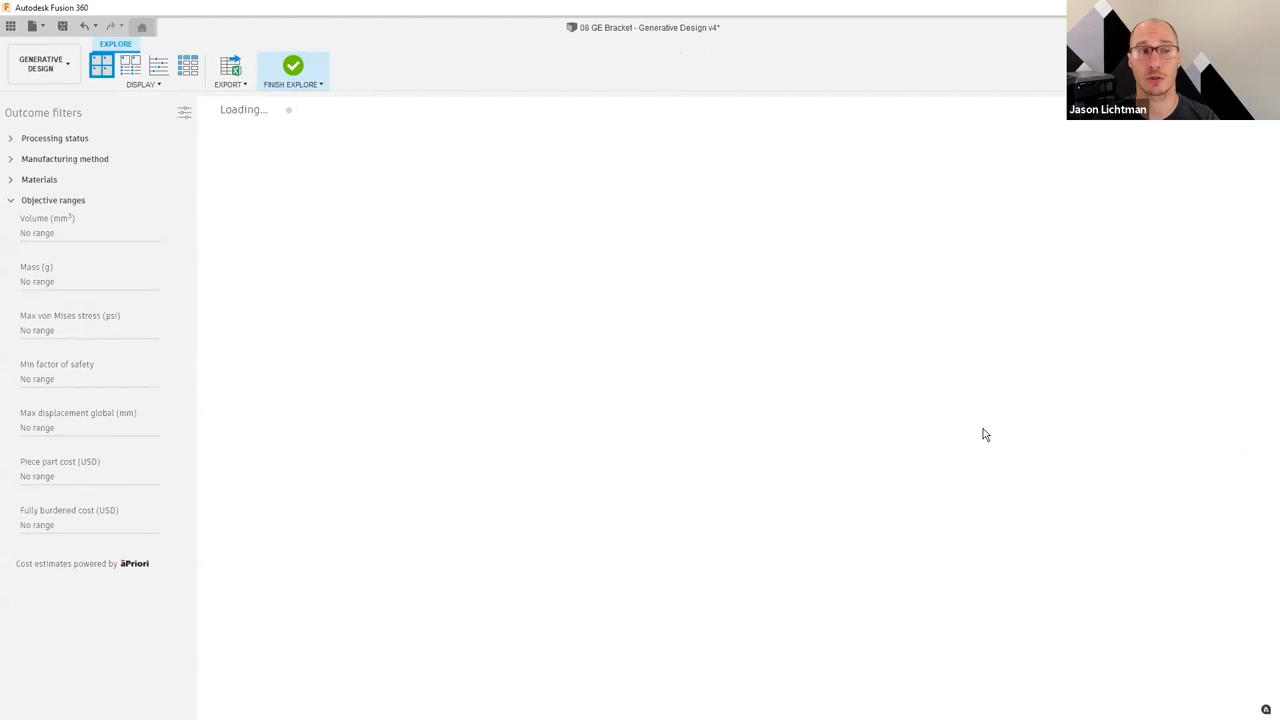 Autodesk Fusion 360
08 GE Bracket - Generative Design v4*
EXPLORE
GENERATIVE
DESIGN
DISPLAY
EXPORT
FINISH EXPLORE
Jason Lichtman
Outcome filters
Loading...
Processing status
Manufacturing method
Materials
Objective ranges
Volume (mm³)
No range
Mass (g)
No range
Max von Mises stress (psi)
No range
Min factor of safety
No range
Max displacement global (mm)
No range
Piece part cost (USD)
No range
Fully burdened cost (USD)
No range
Cost estimates powered by āPriori